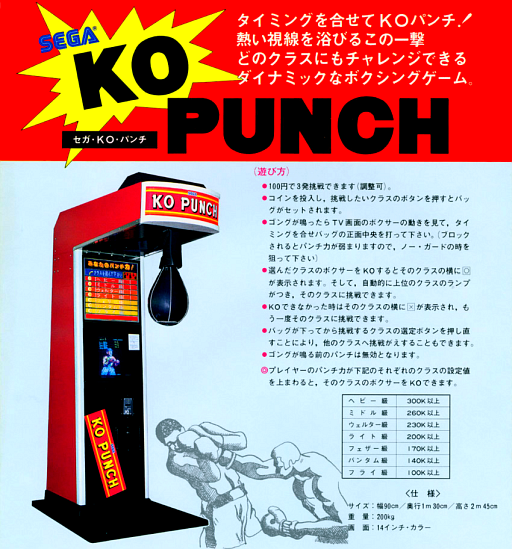 SEGA
KO
PUNCH
セガ・KO・パンチ
タイミングを合せてKOパンチ.!
熱い視線を浴びるこの一撃
どのクラスにもチャレンジできる
ダイナミックなボクシングゲーム。
KO PUNCH
KO PUNCH
(遊び方)
●100円で3発挑戦できます(調整可)。
●コインを投入し,挑戦したいクラスのボタンを押すとバッ
グがセットされます。
●ゴングが鳴ったらTV画面のボクサーの動きを見て,タイ
ミングを合せバッグの正面中央を打って下さい。(ブロック
されるとパンチ力が弱まりますので,ノー・ガードの時を
狙って下さい)
●選んだクラスのボクサーをKOするとそのクラスの横に○
が表示されます。そして,自動的に上位のクラスのランプ
がつき,そのクラスに挑戦できます。
●KOできなかった時はそのクラスの横に×が表示され,も
う一度そのクラスに挑戦できます。
●バッグが下ってから挑戦するクラスの選定ボタンを押し直
すことにより,他のクラスへ挑戦がえすることもできます。
●ゴングが鳴る前のパンチは無効となります。
◎プレイヤーのパンチ力が下記のそれぞれのクラスの設定値
を上まわると,そのクラスのボクサーをKOできます。
ヘビー級 300K以上
ミドル級 260K以上
ウェルター級 230K以上
ライト級 200K以上
フェザー級 170K以上
バンタム級 140K以上
フライ級 100K以上
〈仕様〉
サイズ:幅90cm/奥行1m30cm/高さ2m45cm
重量:200kg
画面:14インチ・カラー